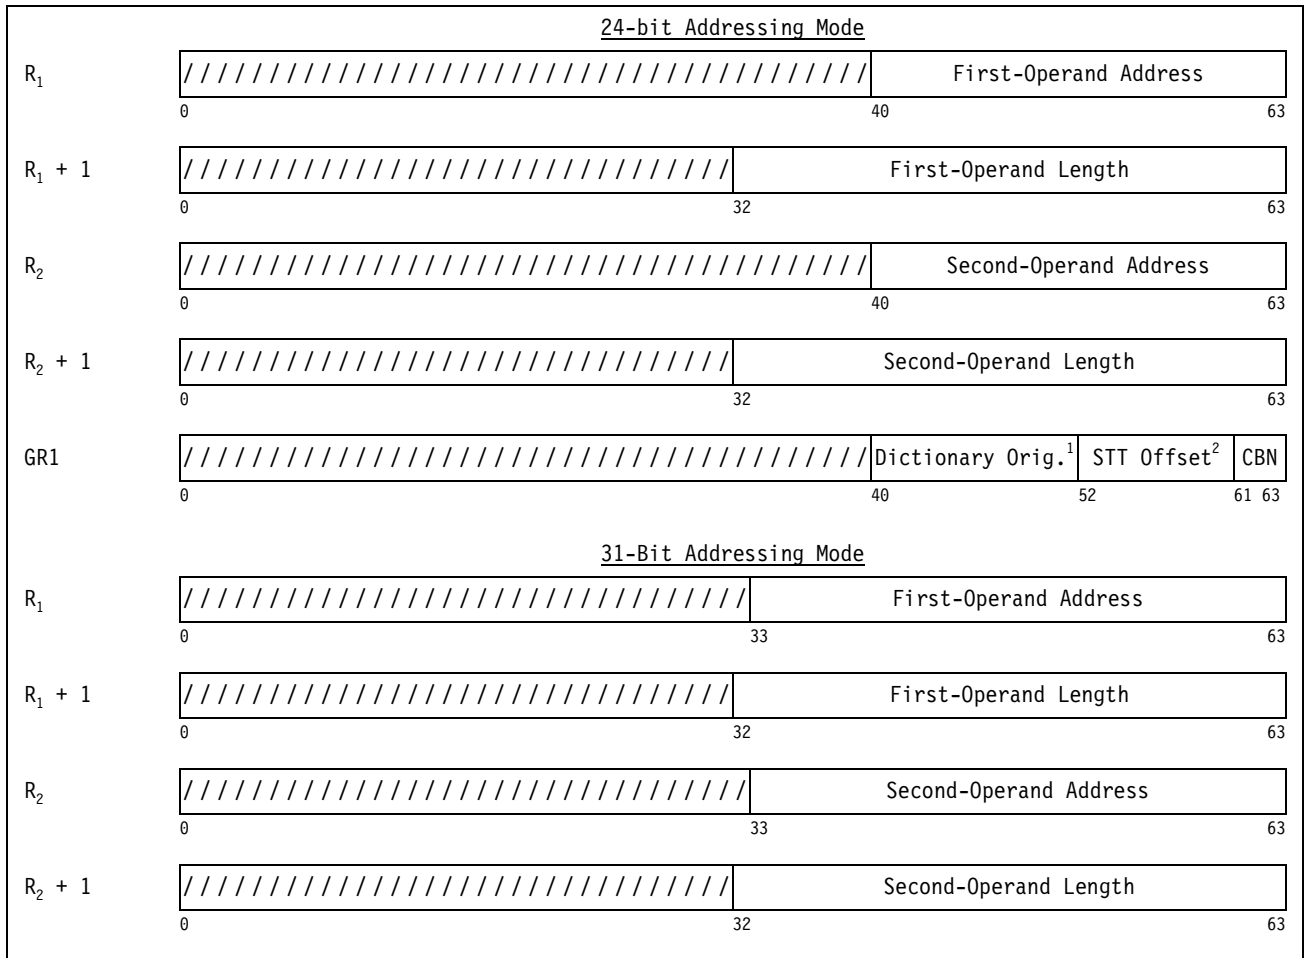 24-bit Addressing Mode
R₁ //////////////////////////////////////// First-Operand Address
0 40 63
R₁ + 1 //////////////////////////////// First-Operand Length
0 32 63
R₂ //////////////////////////////////////// Second-Operand Address
0 40 63
R₂ + 1 //////////////////////////////// Second-Operand Length
0 32 63
GR1 //////////////////////////////////////// Dictionary Orig.¹ STT Offset² CBN
0 40 52 61 63
31-Bit Addressing Mode
R₁ ///////////////////////////////// First-Operand Address
0 33 63
R₁ + 1 //////////////////////////////// First-Operand Length
0 32 63
R₂ ///////////////////////////////// Second-Operand Address
0 33 63
R₂ + 1 //////////////////////////////// Second-Operand Length
0 32 63